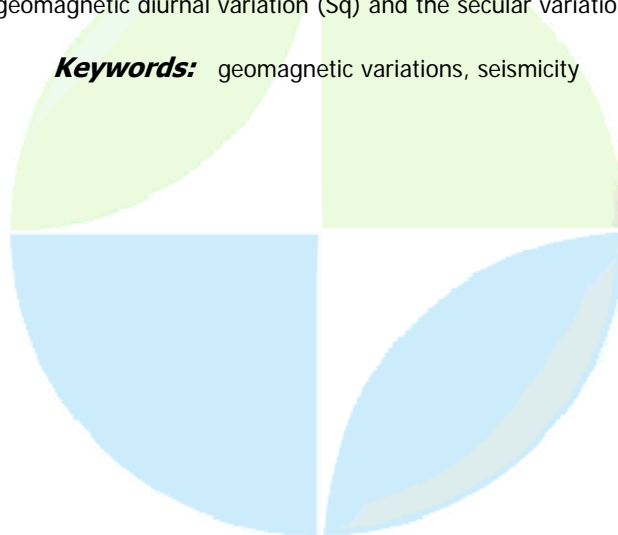 geomagnetic diurnal variation (Sq) and the secular variatio
Keywords: geomagnetic variations, seismicity